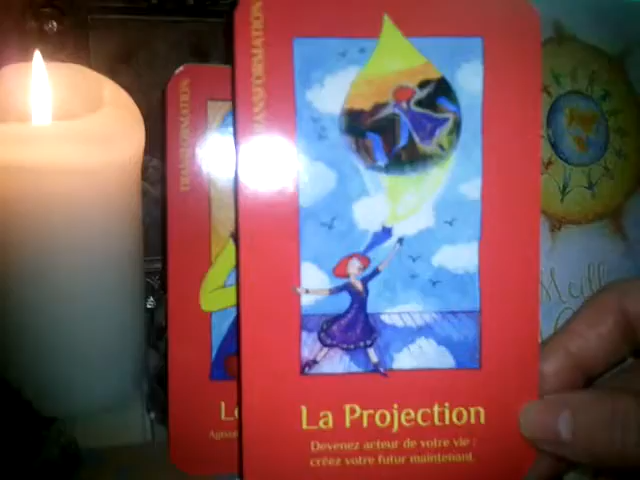 TRANSFORMATION
TRANSFORMATION
La Projection
Devenez acteur de votre vie :
créez votre futur maintenant.